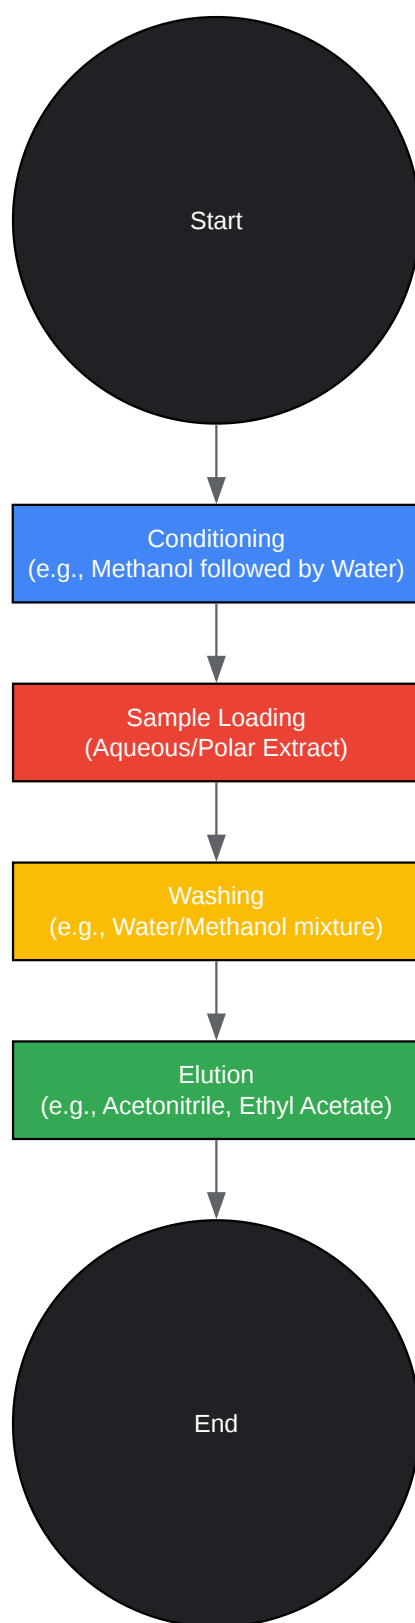 Start
Conditioning
(e.g., Methanol followed by Water)
Sample Loading
(Aqueous/Polar Extract)
Washing
(e.g., Water/Methanol mixture)
Elution
(e.g., Acetonitrile, Ethyl Acetate)
End